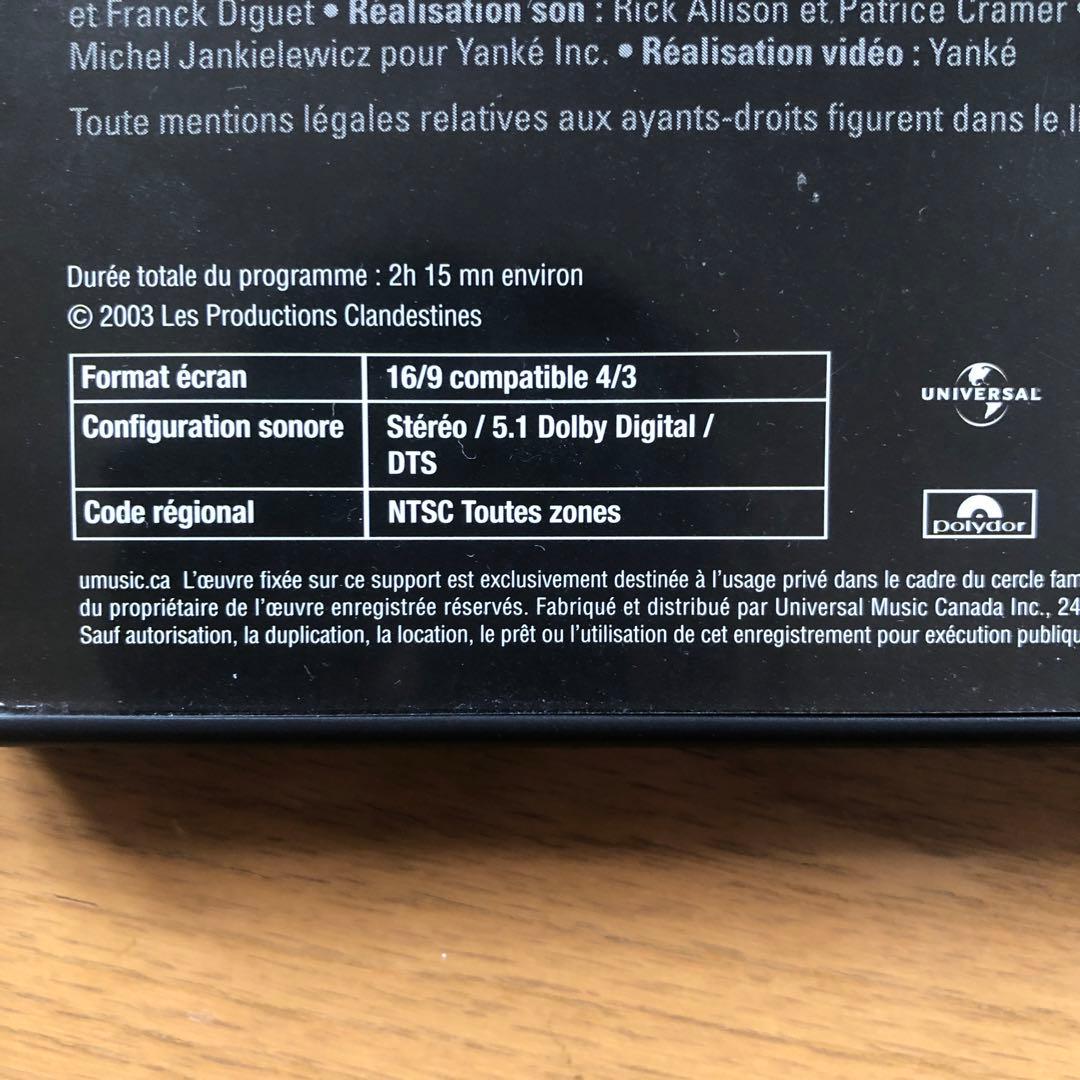 et Franck Diguet • Réalisation son : Rick Allison et Patrice Cramer •
Michel Jankielewicz pour Yanké Inc. • Réalisation vidéo : Yanké
Toute mentions légales relatives aux ayants-droits figurent dans le
Durée totale du programme : 2h 15 mn environ
© 2003 Les Productions Clandestines
Format écran 16/9 compatible 4/3
UNIVERSAL
Configuration sonore Stéréo / 5.1 Dolby Digital /
DTS
Code régional NTSC Toutes zones
polydor
umusic.ca L'œuvre fixée sur ce support est exclusivement destinée à l'usage privé dans le cadre du cercle fam
du propriétaire de l'œuvre enregistrée réservés. Fabriqué et distribué par Universal Music Canada Inc., 24
Sauf autorisation, la duplication, la location, le prêt ou l'utilisation de cet enregistrement pour exécution publiqu